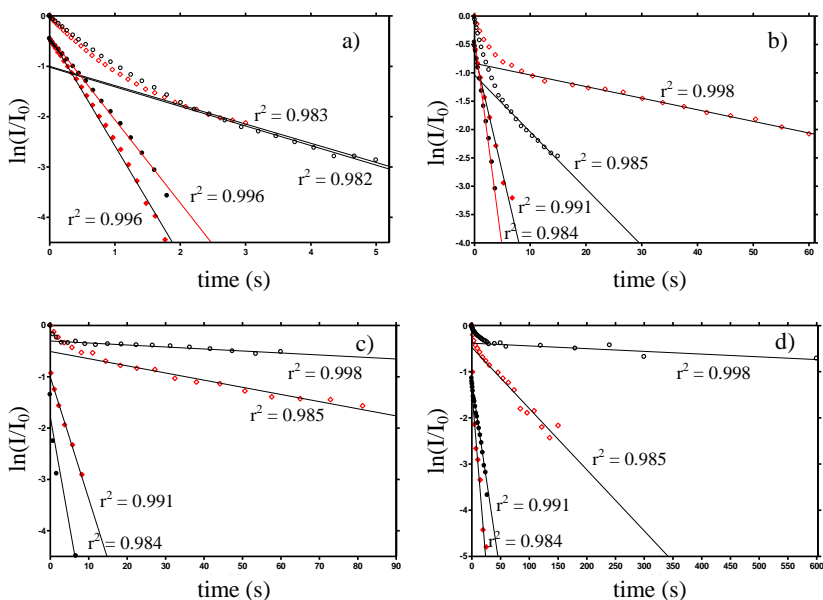 a)
ln(I/I0)
0
-1
-2
-3
-4
r2 = 0.983
r2 = 0.982
r2 = 0.996
r2 = 0.996
0 1 2 3 4 5
time (s)
b)
ln(I/I0)
0.0
-0.5
-1.0
-1.5
-2.0
-2.5
-3.0
-3.5
-4.0
r2 = 0.998
r2 = 0.985
r2 = 0.991
r2 = 0.984
0 10 20 30 40 50 60
time (s)
c)
ln(I/I0)
0
-1
-2
-3
-4
r2 = 0.998
r2 = 0.985
r2 = 0.991
r2 = 0.984
0 10 20 30 40 50 60 70 80 90
time (s)
d)
ln(I/I0)
0
-1
-2
-3
-4
-5
r2 = 0.998
r2 = 0.985
r2 = 0.991
r2 = 0.984
0 50 100 150 200 250 300 350 400 450 500 550 600
time (s)